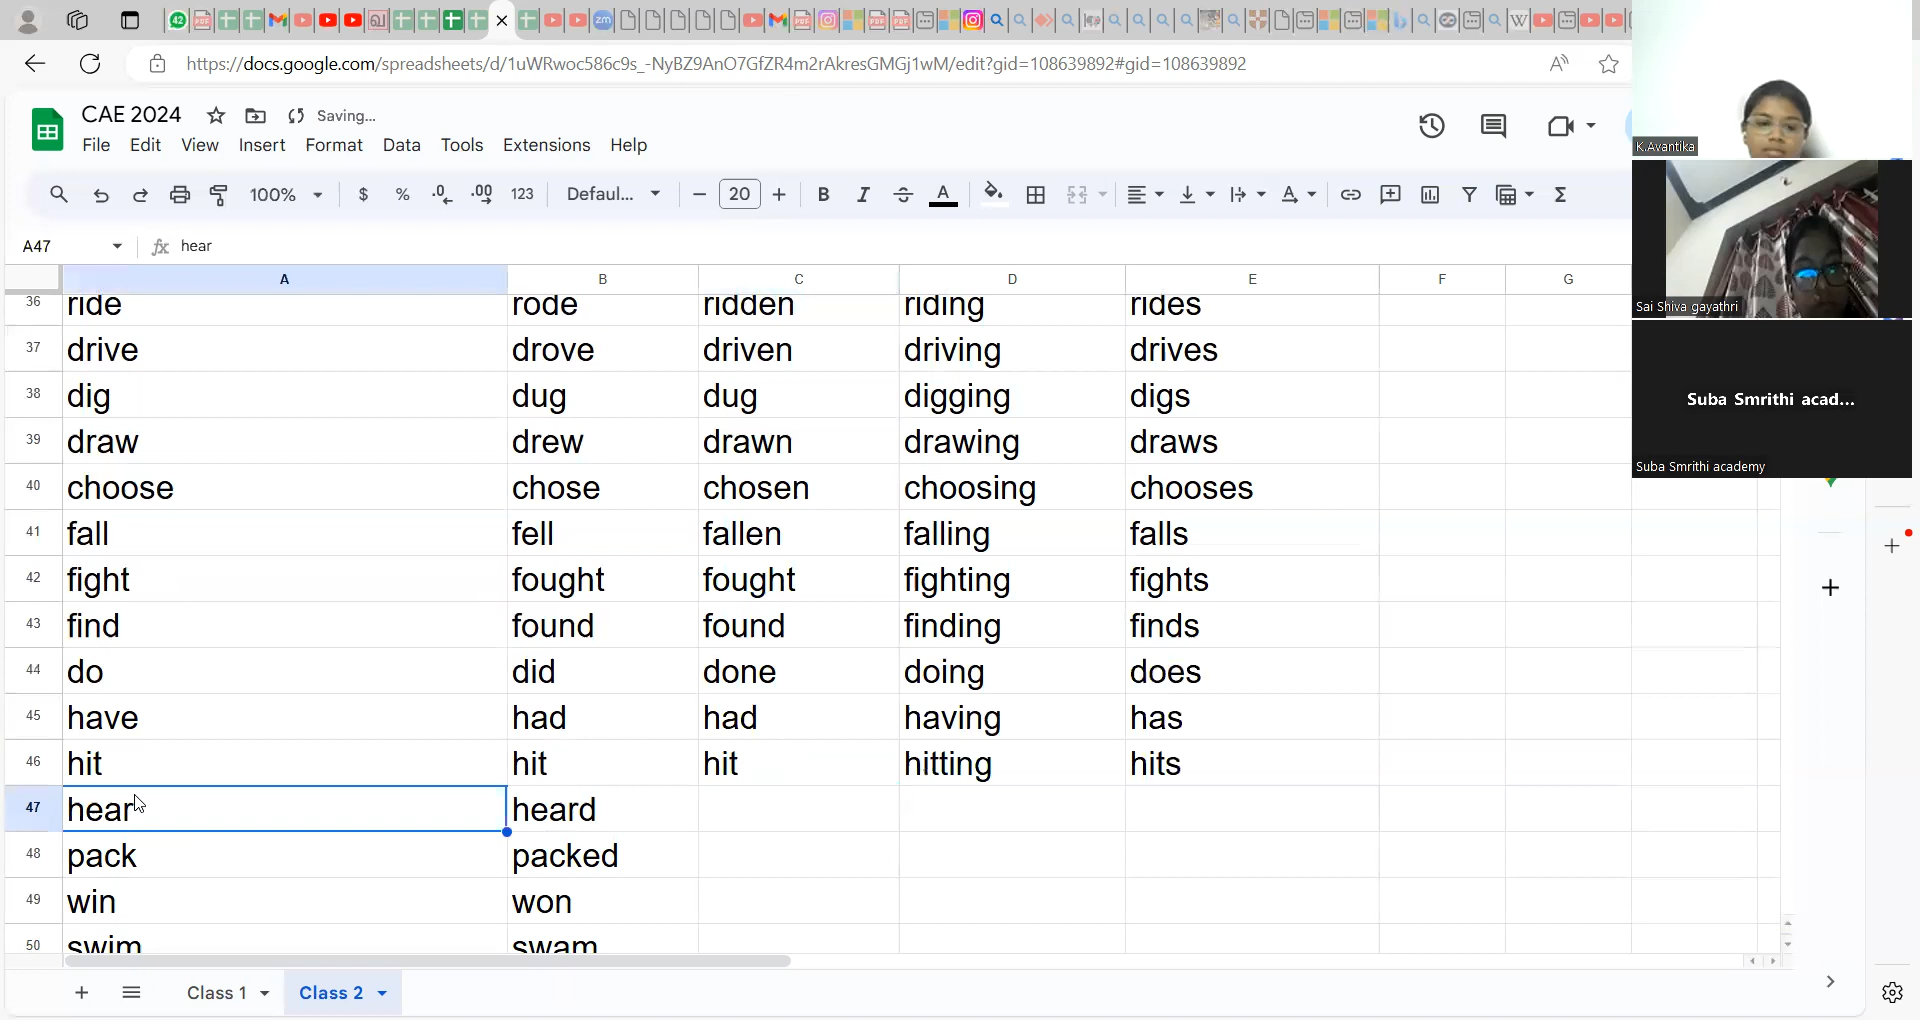 https://docs.google.com/spreadsheets/d/1uWRwoc586c9s_-NyBZ9AnO7GfZR4m2rAkresGMGj1wM/edit?gid=108639892#gid=108639892
CAE 2024 Saving...
File Edit View Insert Format Data Tools Extensions Help
100% $ % .0 .00 123 Defaul... 20 B I A
A47 fx hear
A B C D E F G
36 ride rode ridden riding rides
37 drive drove driven driving drives
38 dig dug dug digging digs
39 draw drew drawn drawing draws
40 choose chose chosen choosing chooses
41 fall fell fallen falling falls
42 fight fought fought fighting fights
43 find found found finding finds
44 do did done doing does
45 have had had having has
46 hit hit hit hitting hits
47 hear heard
48 pack packed
49 win won
50 swim swam
Class 1 Class 2
K.Avantika
Sai Shiva gayathri
Suba Smrithi acad...
Suba Smrithi academy